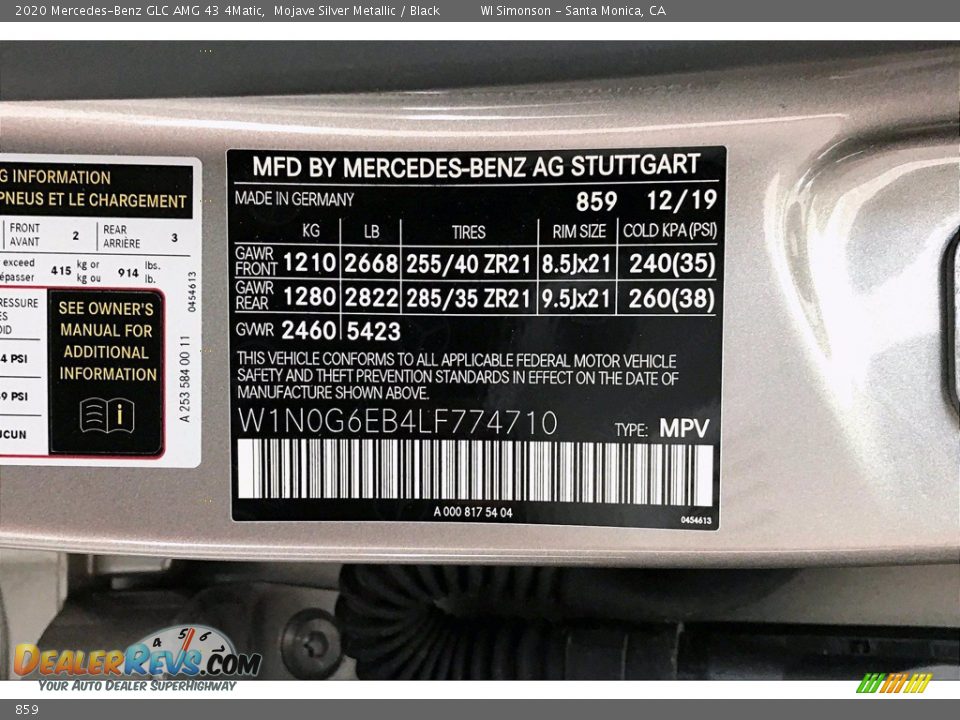 2020 Mercedes-Benz GLC AMG 43 4Matic, Mojave Silver Metallic / Black WI Simonson - Santa Monica, CA
G INFORMATION
PNEUS ET LE CHARGEMENT
FRONT AVANT 2 REAR ARRIÈRE 3
exceed 415 kg or 914 lbs.
kg ou lb.
SEE OWNER'S
MANUAL FOR
ADDITIONAL
INFORMATION
i
4 PSI
9 PSI
0454613
A 253 584 00 11
MFD BY MERCEDES-BENZ AG STUTTGART
MADE IN GERMANY 859 12/19
KG LB TIRES RIM SIZE COLD KPA (PSI)
GAWR FRONT 1210 2668 255/40 ZR21 8.5Jx21 240(35)
GAWR REAR 1280 2822 285/35 ZR21 9.5Jx21 260(38)
GVWR 2460 5423
THIS VEHICLE CONFORMS TO ALL APPLICABLE FEDERAL MOTOR VEHICLE
SAFETY AND THEFT PREVENTION STANDARDS IN EFFECT ON THE DATE OF
MANUFACTURE SHOWN ABOVE.
W1N0G6EB4LF774710 TYPE: MPV
A 000 817 54 04
0454613
4 5 6
DEALERREVS.COM
YOUR AUTO DEALER SUPERHIGHWAY
859